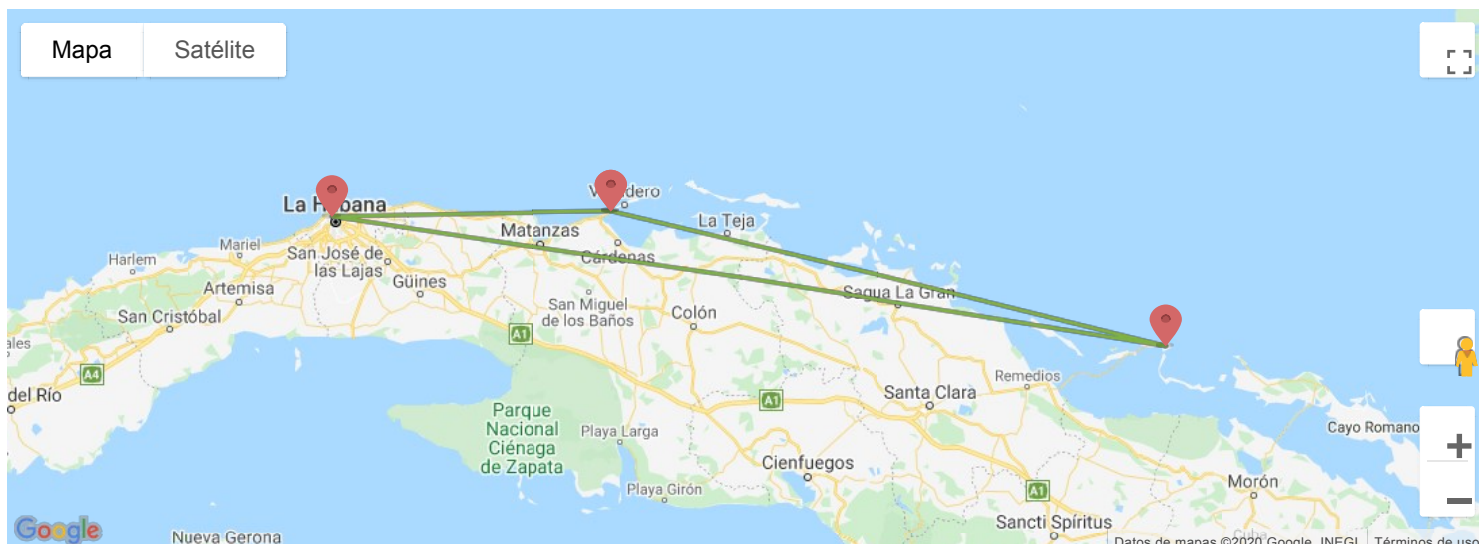 Mapa
Satélite
La Habana
Varadero
La Teja
Matanzas
Cárdenas
Mariel
San José de
las Lajas
Harlem
Güines
Artemisa
San Cristóbal
San Miguel
de los Baños
Colón
Sagua La Gran
A1
A4
del Río
ales
Remedios
Santa Clara
A1
Parque
Nacional
Ciénaga
de Zapata
Playa Larga
Cienfuegos
Cayo Romano
Playa Girón
A1
Morón
Sancti Spíritus
Cuba
Nueva Gerona
Google
Datos de mapas ©2020 Google, INEGI
Términos de uso